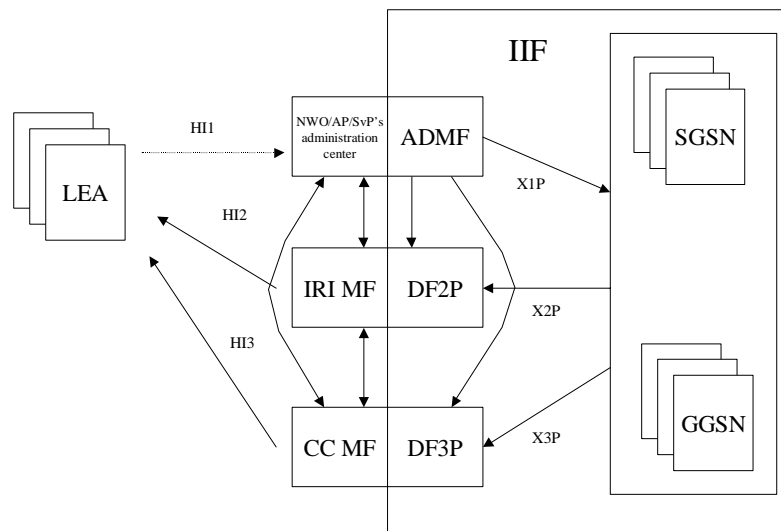 IIF
NWO/AP/SvP's
administration
center
ADMF
SGSN
HI1
X1P
LEA
HI2
IRI MF
DF2P
X2P
HI3
GGSN
CC MF
DF3P
X3P